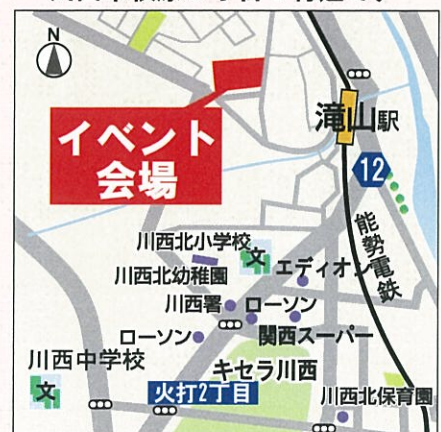 N
イベント
会場
滝山駅
12
能勢電鉄
川西北小学校
文
エディオン
川西北幼稚園
川西署
ローソン
ローソン
関西スーパー
川西中学校
文
キセラ川西
火打2丁目
川西北保育園